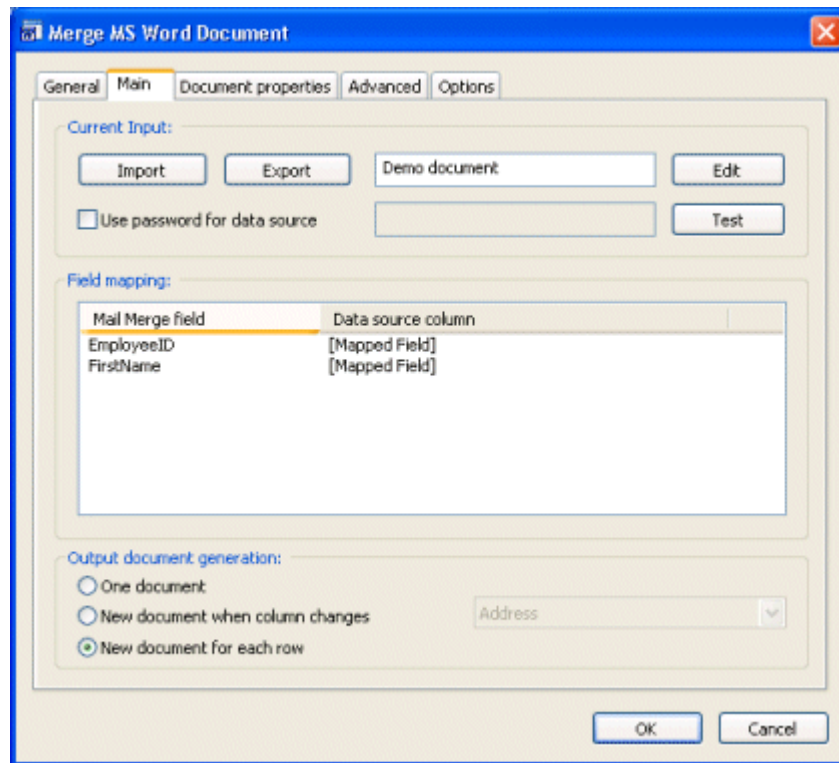 Merge MS Word Document
General Main Document properties Advanced Options
Current Input:
Import Export Demo document Edit
Use password for data source Test
Field mapping:
Mail Merge field Data source column
EmployeeID [Mapped Field]
FirstName [Mapped Field]
Output document generation:
One document
New document when column changes Address
New document for each row
OK Cancel